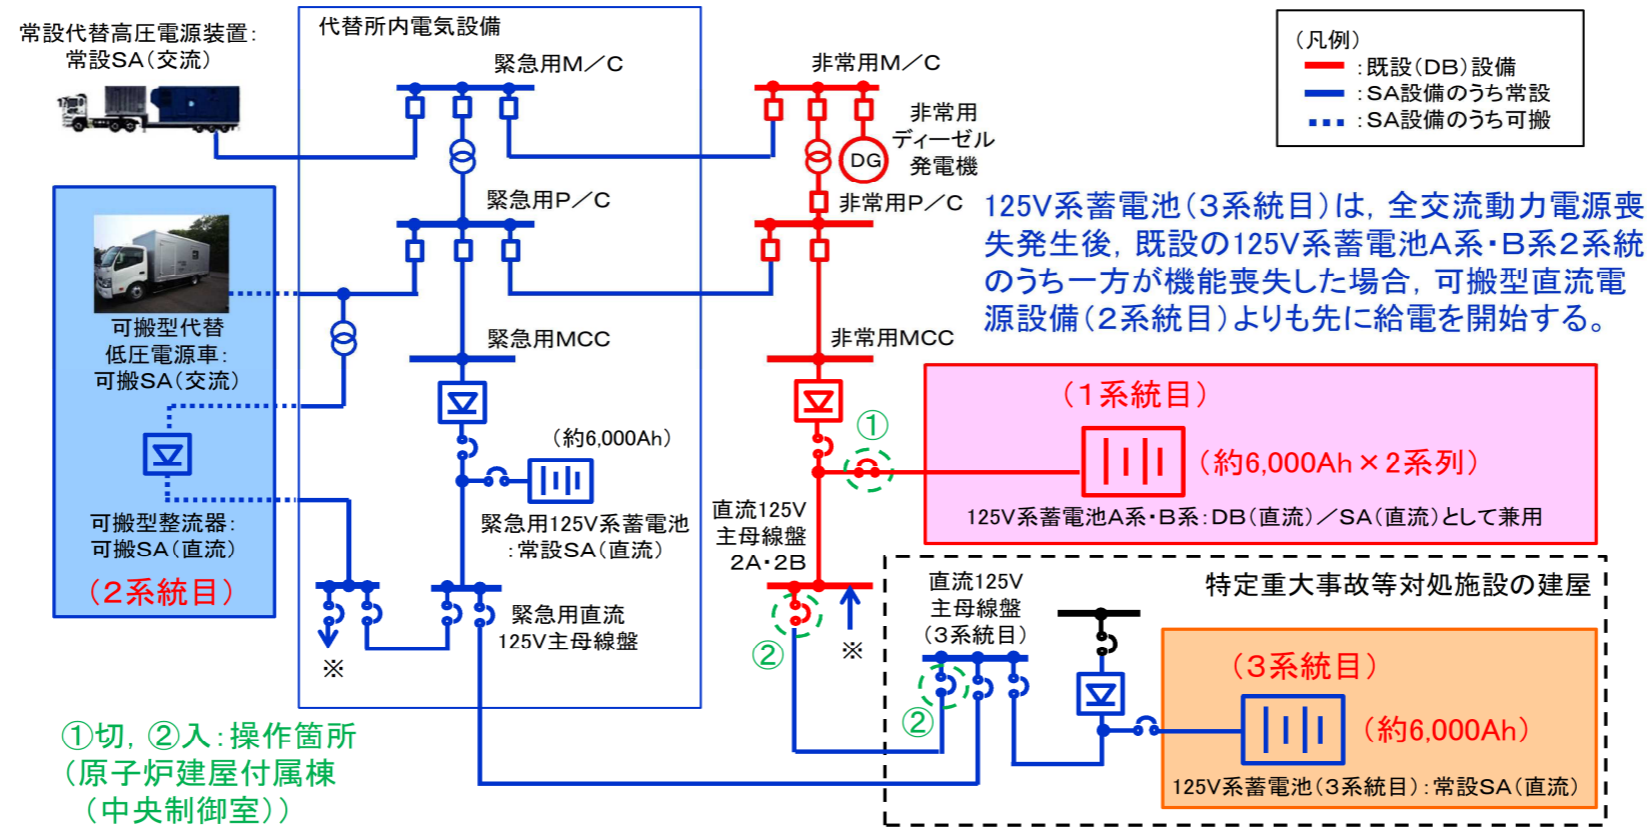 常設代替高圧電源装置:
常設SA(交流)
代替所内電気設備
緊急用M/C
非常用M/C
非常用
ディーゼル
発電機
DG
(凡例)
:既設(DB)設備
:SA設備のうち常設
:SA設備のうち可搬
緊急用P/C
非常用P/C
125V系蓄電池(3系統目)は,全交流動力電源喪
失発生後,既設の125V系蓄電池A系・B系2系統
のうち一方が機能喪失した場合,可搬型直流電
源設備(2系統目)よりも先に給電を開始する。
可搬型代替
低圧電源車:
可搬SA(交流)
可搬型整流器:
可搬SA(直流)
(2系統目)
緊急用MCC
非常用MCC
(約6,000Ah)
緊急用125V系蓄電池
:常設SA(直流)
①
(1系統目)
(約6,000Ah×2系列)
125V系蓄電池A系・B系:DB(直流)/SA(直流)として兼用
直流125V
主母線盤
2A・2B
※
緊急用直流
125V主母線盤
②
※
直流125V
主母線盤
(3系統目)
②
特定重大事故等対処施設の建屋
(3系統目)
(約6,000Ah)
125V系蓄電池(3系統目):常設SA(直流)
①切,②入:操作箇所
(原子炉建屋付属棟
(中央制御室))